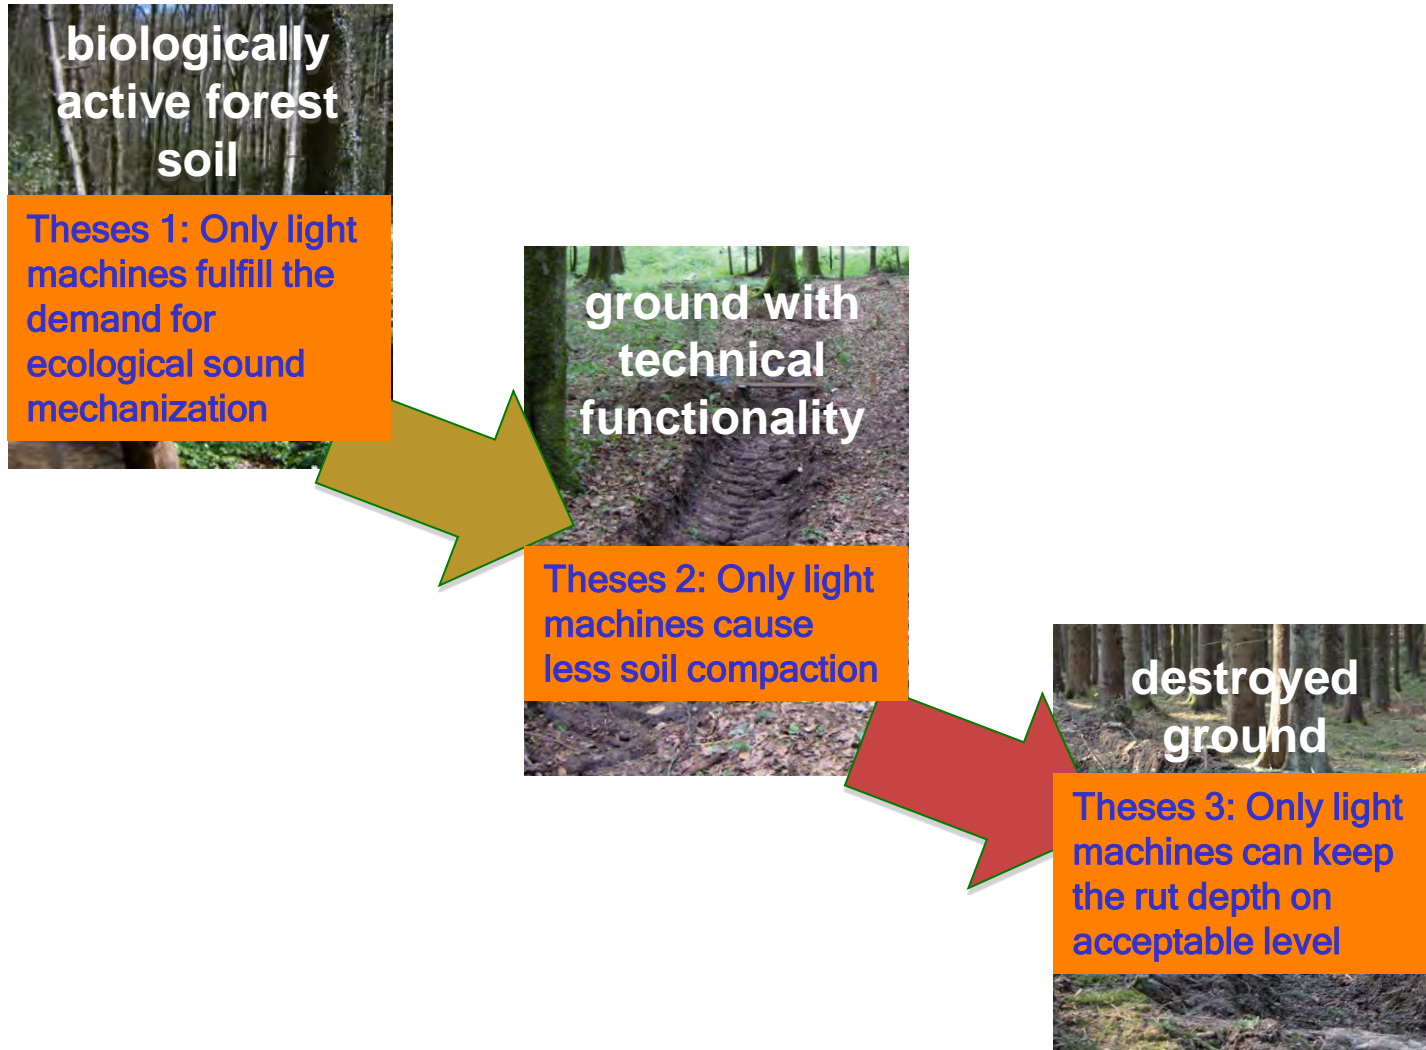 biologically
active forest
soil
Theses 1: Only light
machines fulfill the
demand for
ecological sound
mechanization
ground with
technical
functionality
Theses 2: Only light
machines cause
less soil compaction
destroyed
ground
Theses 3: Only light
machines can keep
the rut depth on
acceptable level